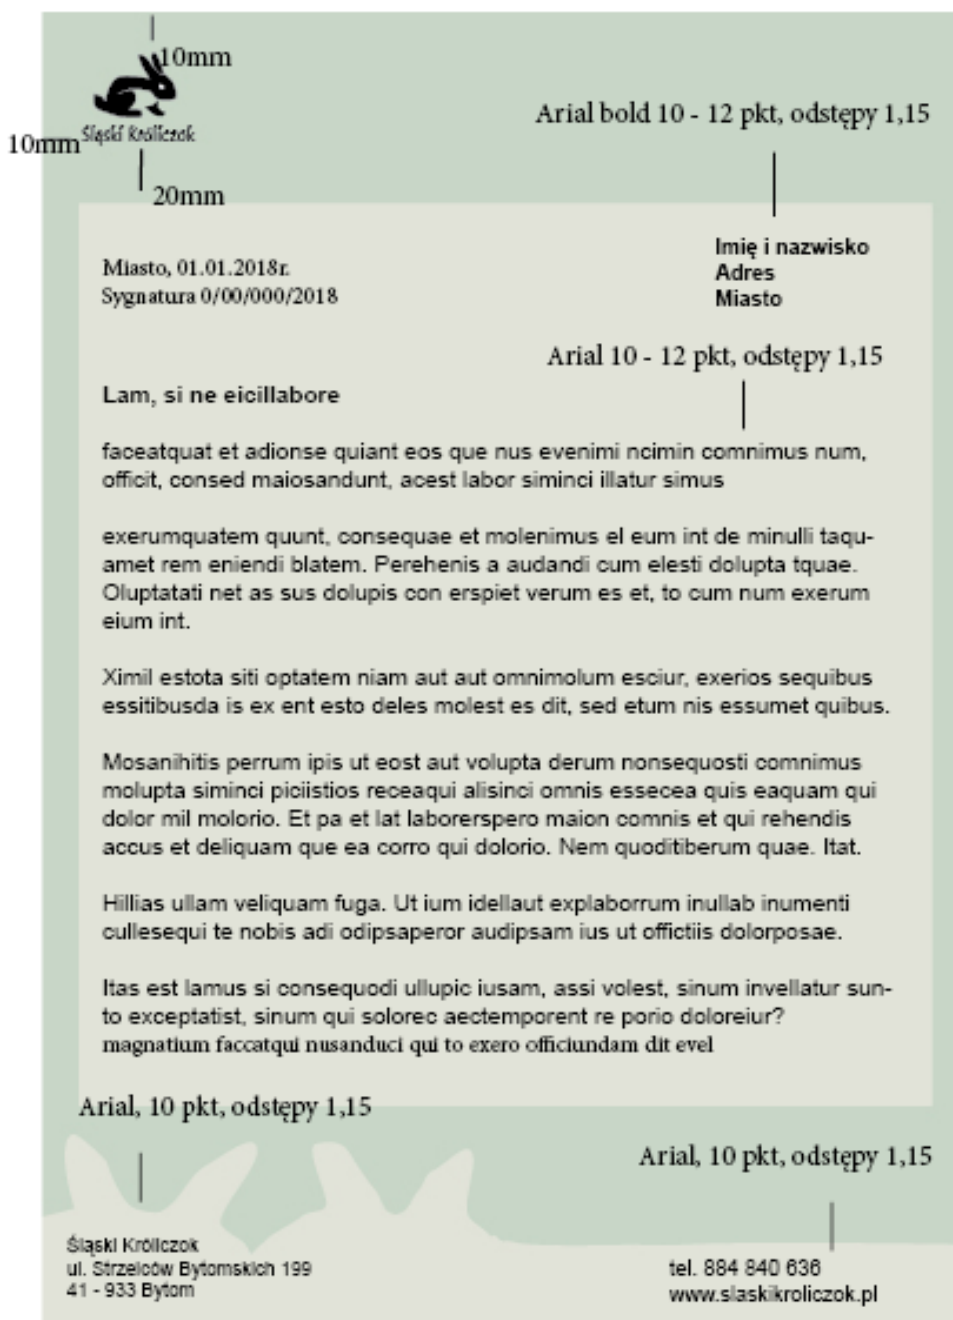 10mm
Śląski Króliczok
10mm
20mm
Arial bold 10 - 12 pkt, odstępy 1,15
Imię i nazwisko
Adres
Miasto
Miasto, 01.01.2018r.
Sygnatura 0/00/000/2018
Arial 10 - 12 pkt, odstępy 1,15
Lam, si ne eicillabore
faceatquat et adionse quiant eos que nus evenimi ncimin comnimus num,
officit, consed maiosandunt, acest labor siminci illatur simus
exerumquatem quunt, consequae et molenimus el eum int de minulli taqu-
amet rem eniendi blatem. Perehenis a audandi cum elesti dolupta tquae.
Oluptatati net as sus dolupis con erspiet verum es et, to cum num exerum
eium int.
Ximil estota siti optatem niam aut aut omnimolum esciur, exerios sequibus
essitibusda is ex ent esto deles molest es dit, sed etum nis essumet quibus.
Mosanihitis perrum ipis ut eost aut volupta derum nonsequosti comnimus
molupta siminci piciistios receaqui alisinci omnis essecea quis eaquam qui
dolor mil molorio. Et pa et lat laborerspero maion comnis et qui rehendis
accus et deliquam que ea corro qui dolorio. Nem quoditiberum quae. Itat.
Hillias ullam veliquam fuga. Ut ium idellaut explaborrum inullab inumenti
cullesequi te nobis adi odipsaperor audipsam ius ut offictiis dolorposae.
Itas est lamus si consequodi ullupic iusam, assi volest, sinum invellatur sun-
to exceptatist, sinum qui solorec aectemporent re porio doloreiur?
magnatium faccatqui nusanduci qui to exero officiundam dit evel
Arial, 10 pkt, odstępy 1,15
Arial, 10 pkt, odstępy 1,15
Śląski Króliczok
ul. Strzelców Bytomskich 199
41 - 933 Bytom
tel. 884 840 636
www.slaskikroliczok.pl